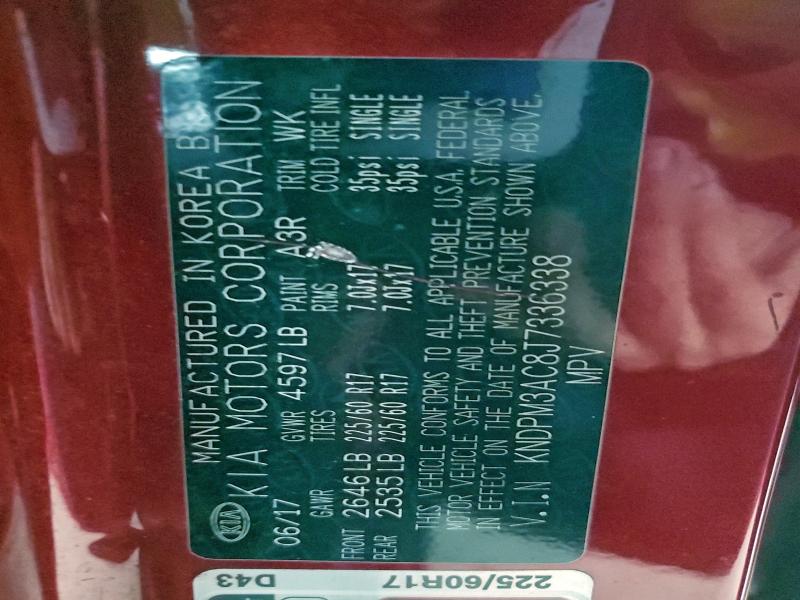 MANUFACTURED IN KOREA B
KIA KIA MOTORS CORPORATION
06/17 GVWR 4597 LB PAINT TRIM WK
GAWR TIRES RIMS COLD TIRE INFL
FRONT 2646 LB 225/60 R17 7.0Jx17 35psi SINGLE
REAR 2535 LB 225/60 R17 7.0Jx17 35psi SINGLE
THIS VEHICLE CONFORMS TO ALL APPLICABLE U.S.A. FEDERAL
MOTOR VEHICLE SAFETY AND THEFT PREVENTION STANDARDS
IN EFFECT ON THE DATE OF MANUFACTURE SHOWN ABOVE.
V.I.N KNDPM3AC8J7336338
MPV
225/60R17 D43